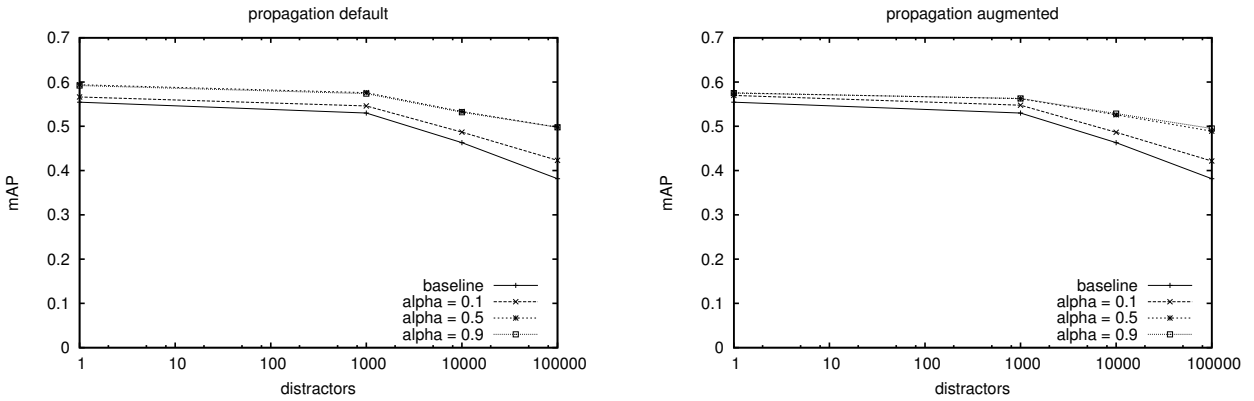 propagation default
0.7
0.6
0.5
0.4
0.3
0.2
0.1
0
mAP
baseline
alpha = 0.1
alpha = 0.5
alpha = 0.9
1 10 100 1000 10000 100000
distractors
propagation augmented
0.7
0.6
0.5
0.4
0.3
0.2
0.1
0
mAP
baseline
alpha = 0.1
alpha = 0.5
alpha = 0.9
1 10 100 1000 10000 100000
distractors